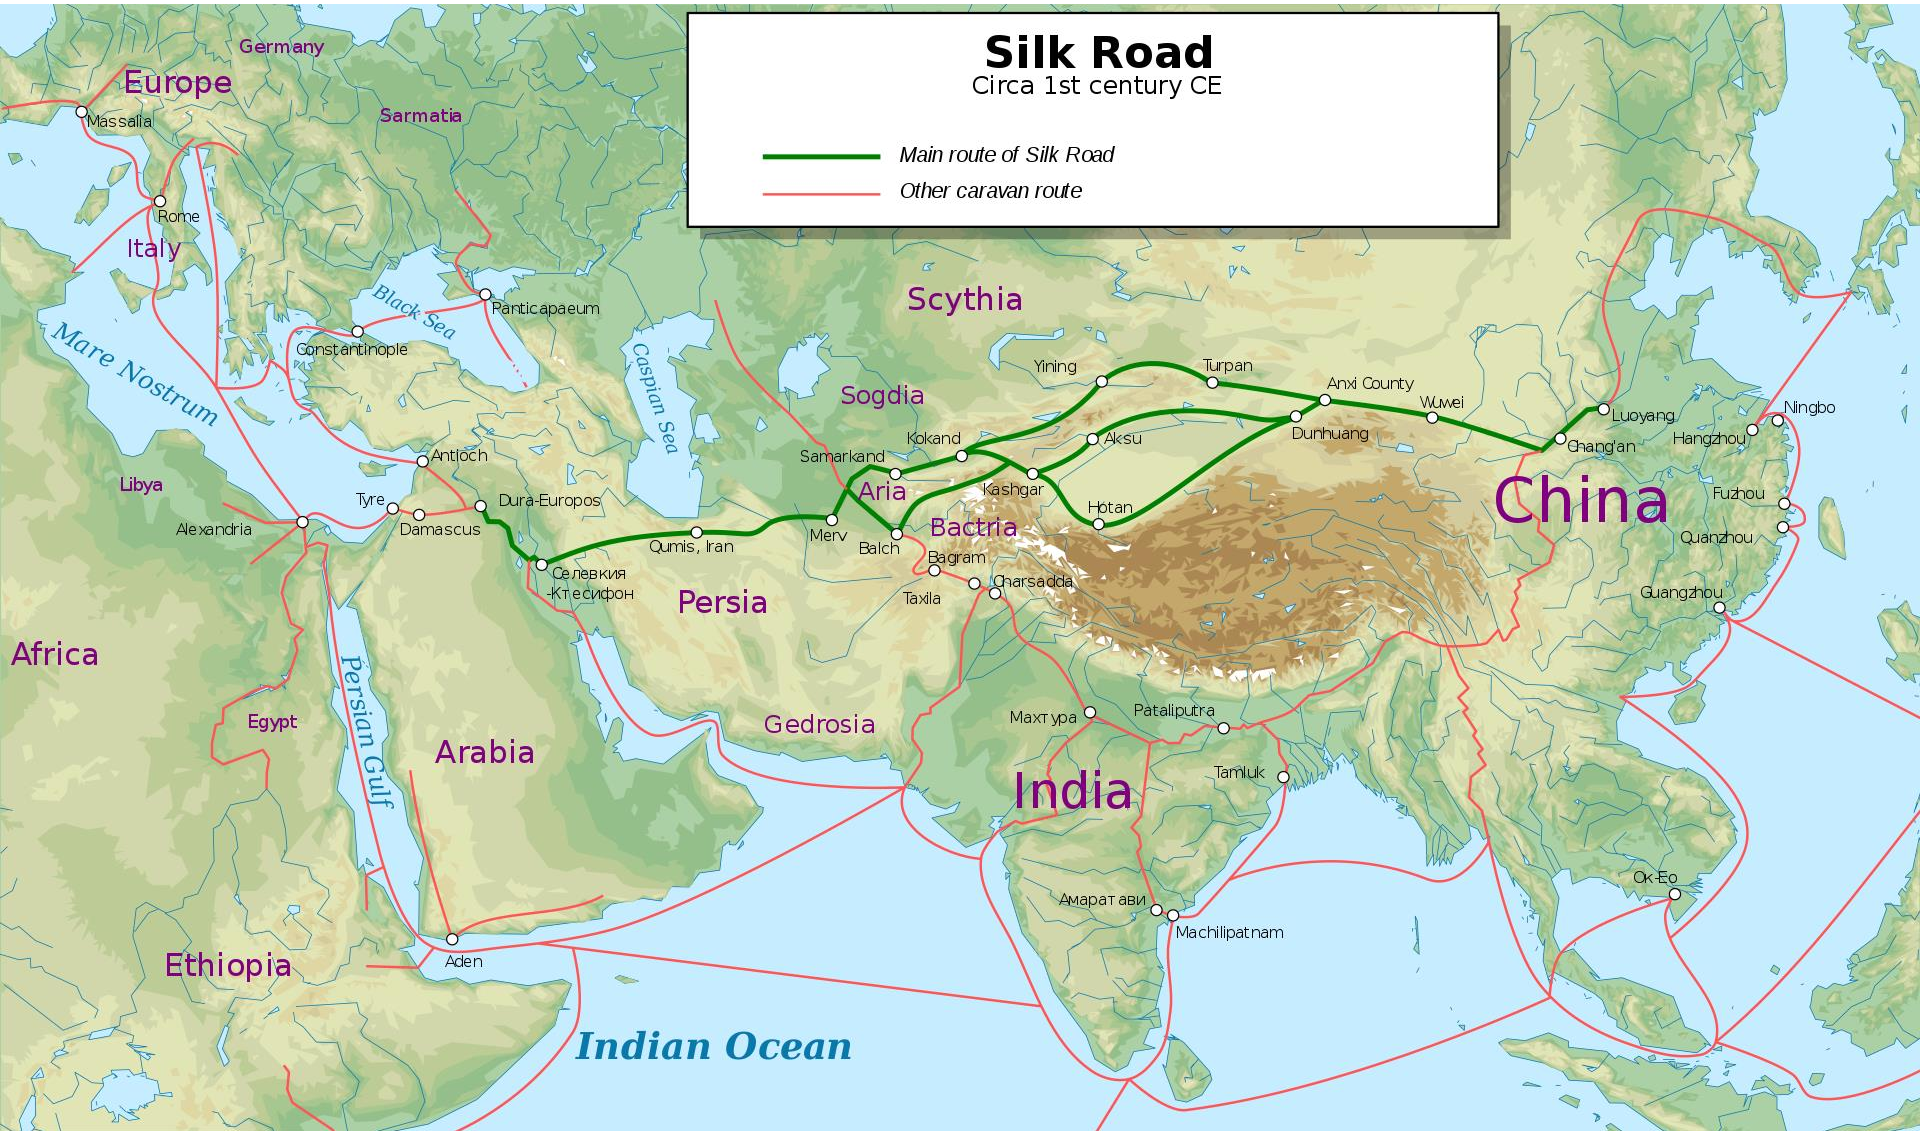 Silk Road
Circa 1st century CE
Main route of Silk Road
Other caravan route
Germany
Europe
Sarmatia
Massalia
Rome
Italy
Black Sea
Panticapaeum
Constantinople
Mare Nostrum
Caspian Sea
Scythia
Sogdia
Yining
Turpan
Anxi County
Wuwei
Luoyang
Ningbo
Hangzhou
Kokand
Aksu
Dunhuang
Chang'an
Samarkand
Antioch
Libya
Aria
Kashgar
China
Fuzhou
Tyre
Dura-Europos
Hotan
Alexandria
Damascus
Merv
Bactria
Quanzhou
Qumis, Iran
Balch
Bagram
Селевкия
-Ктесифон
Charsadda
Taxila
Persia
Guangzhou
Africa
Persian Gulf
Egypt
Gedrosia
Махтура
Pataliputra
Arabia
India
Tamluk
Ок-Ео
Амаратави
Machilipatnam
Ethiopia
Aden
Indian Ocean